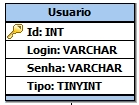 Usuario
Id: INT
Login: VARCHAR
Senha: VARCHAR
Tipo: TINYINT